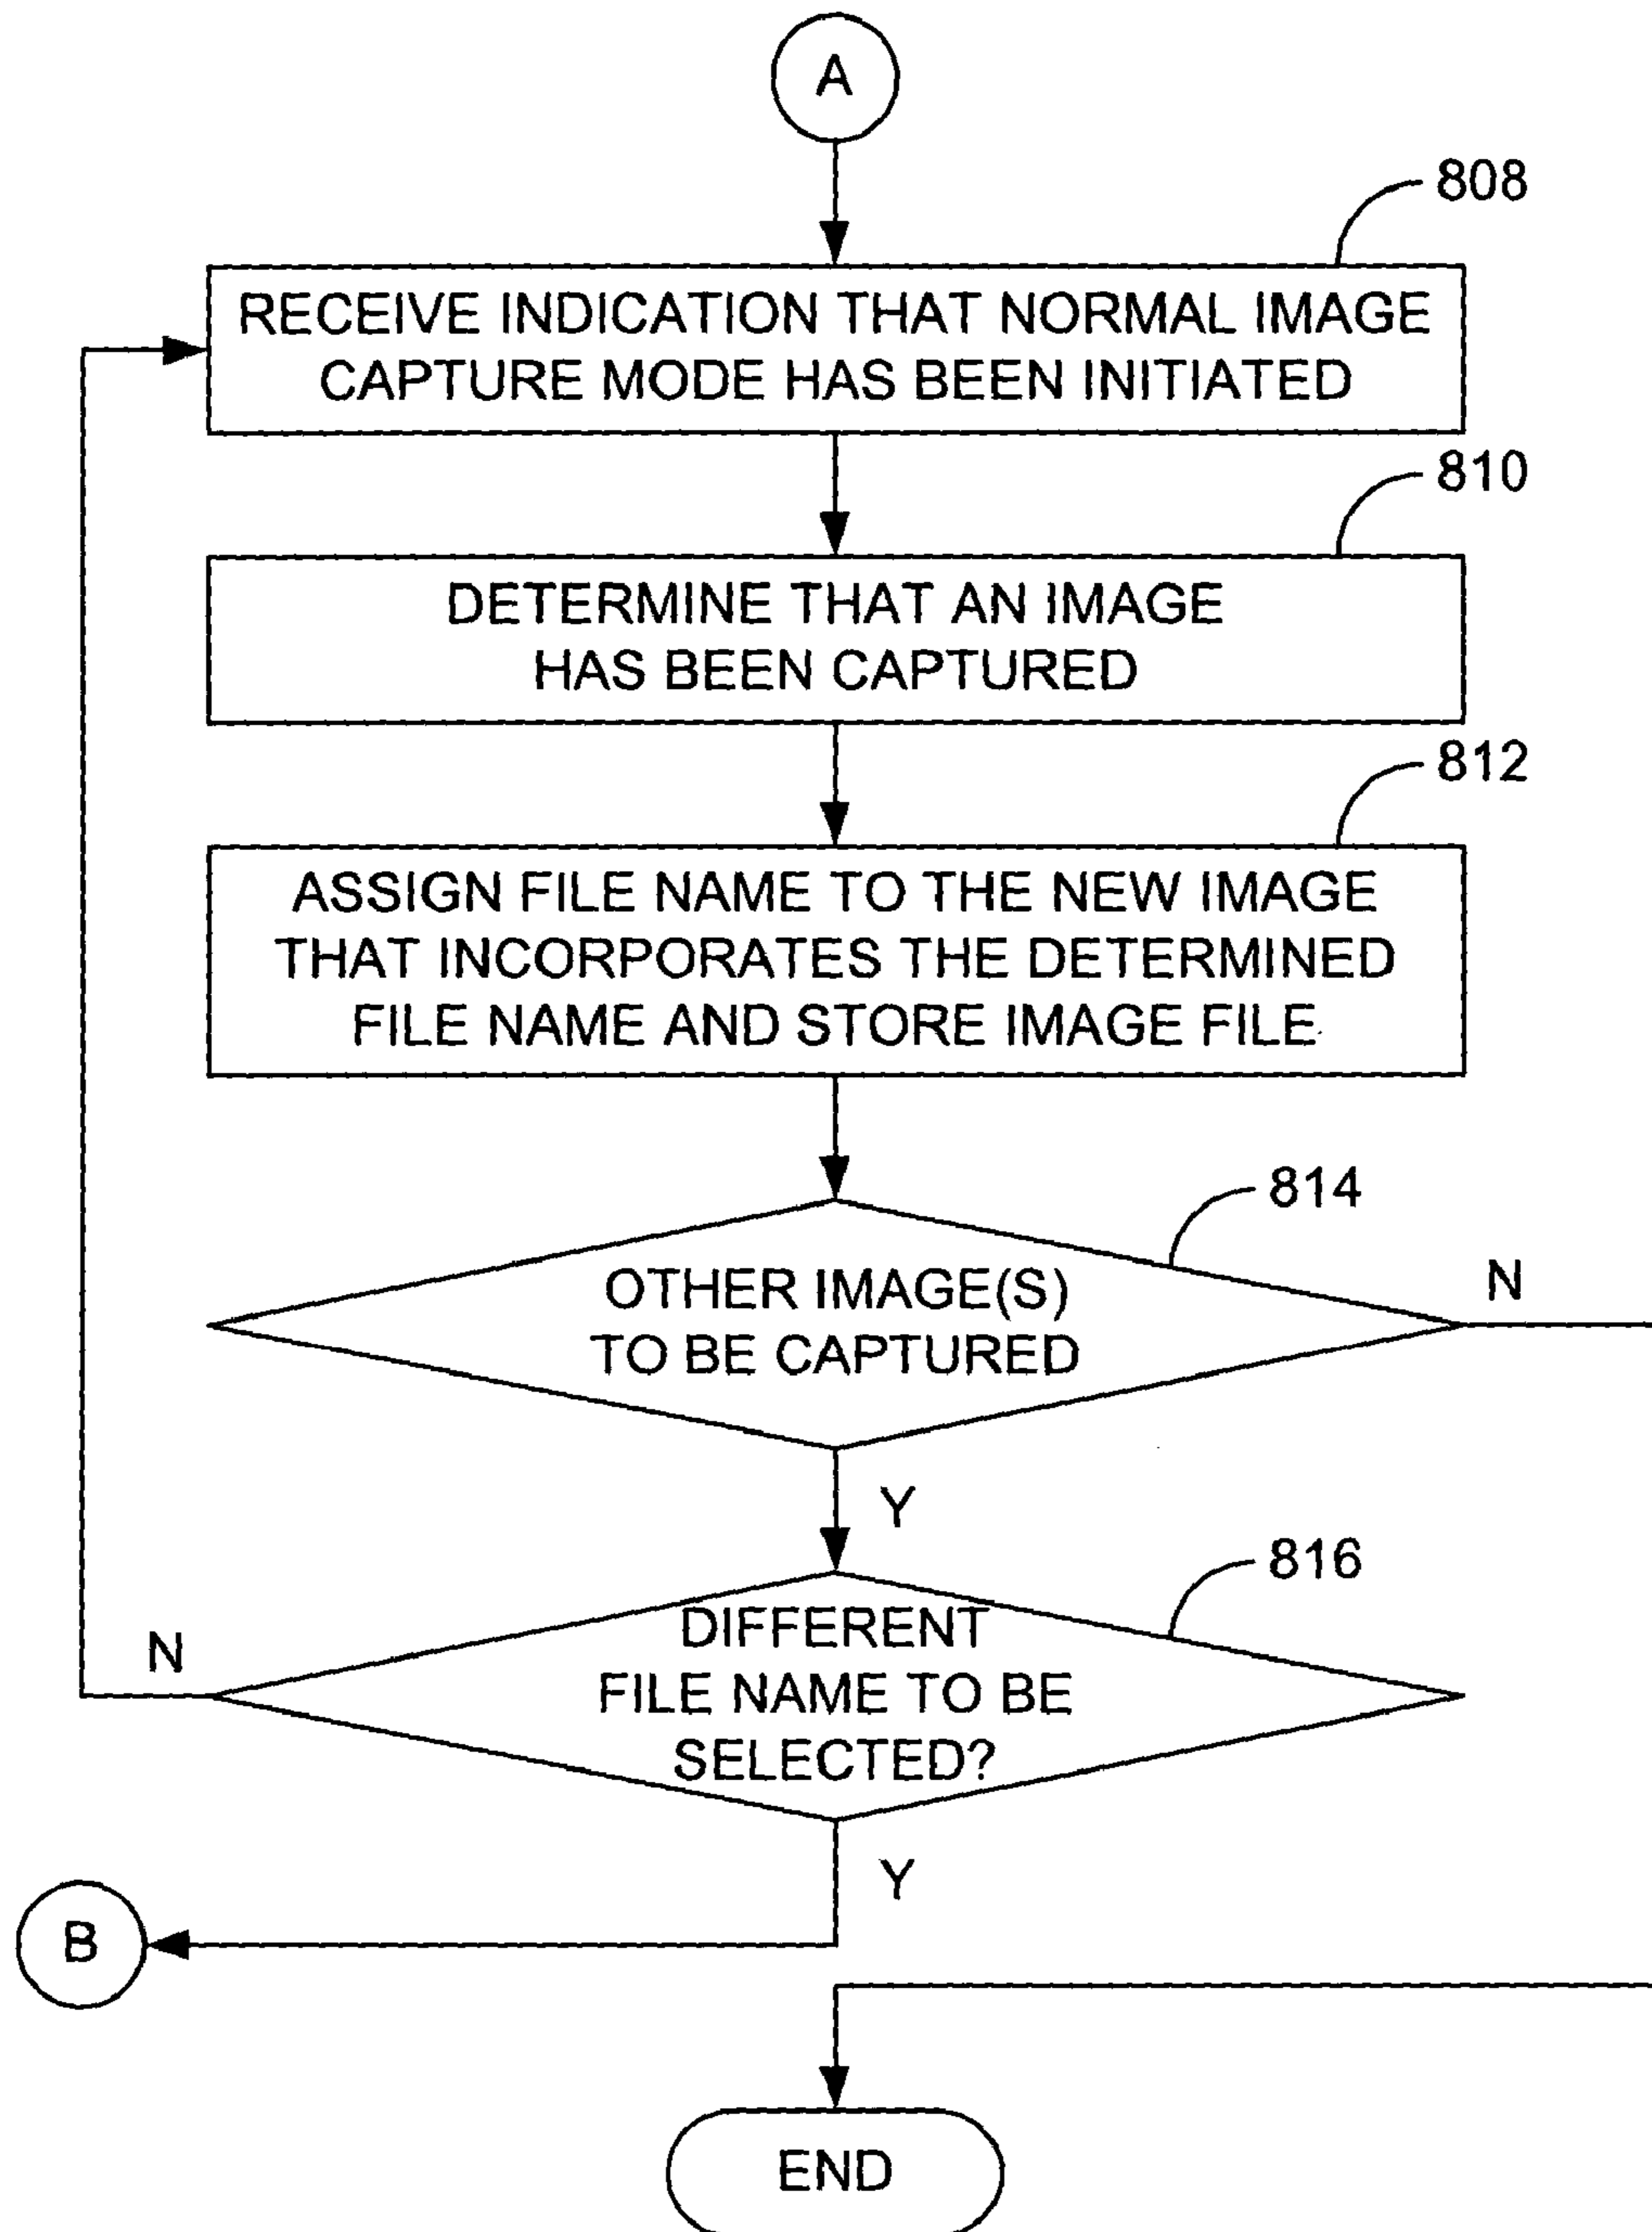 A
808
RECEIVE INDICATION THAT NORMAL IMAGE
CAPTURE MODE HAS BEEN INITIATED
810
DETERMINE THAT AN IMAGE
HAS BEEN CAPTURED
812
ASSIGN FILE NAME TO THE NEW IMAGE
THAT INCORPORATES THE DETERMINED
FILE NAME AND STORE IMAGE FILE
814
OTHER IMAGE(S)
TO BE CAPTURED
N
Y
816
DIFFERENT
FILE NAME TO BE
SELECTED?
N
Y
B
END